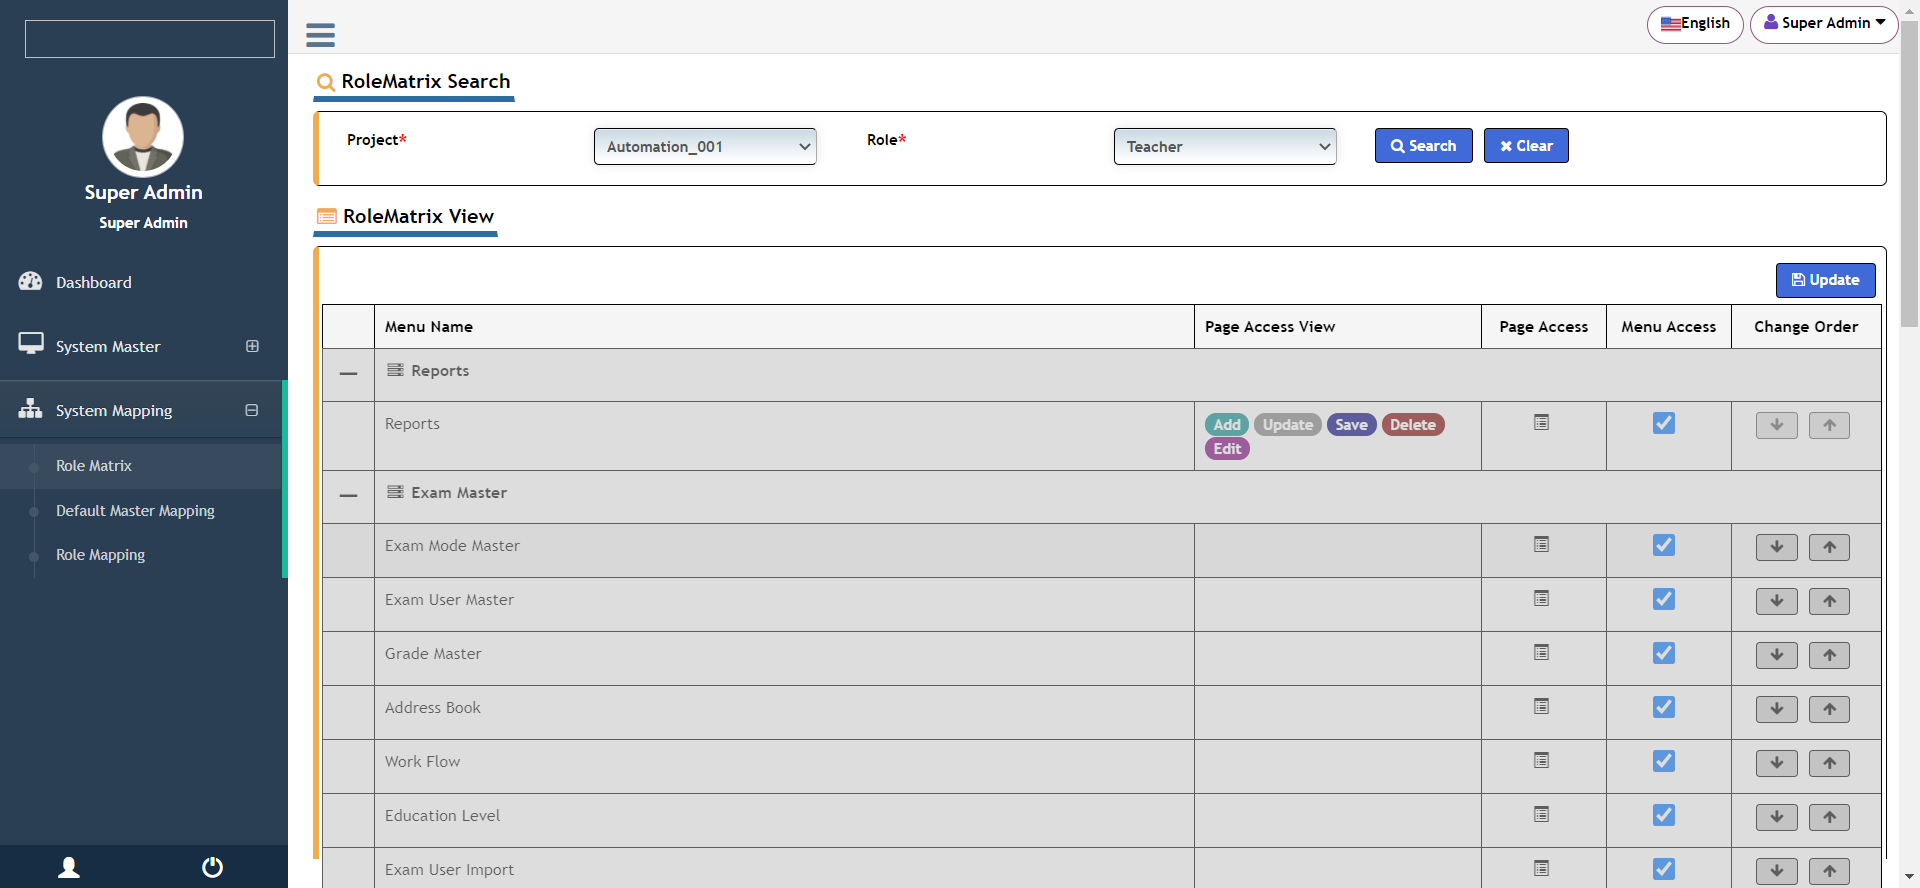 English
Super Admin
Super Admin
Super Admin
Dashboard
System Master
System Mapping
Role Matrix
Default Master Mapping
Role Mapping
RoleMatrix Search
Project* Automation_001 Role* Teacher Search Clear
RoleMatrix View
Update
Menu Name Page Access View Page Access Menu Access Change Order
Reports
Reports Add Update Save Delete
Edit
Exam Master
Exam Mode Master
Exam User Master
Grade Master
Address Book
Work Flow
Education Level
Exam User Import